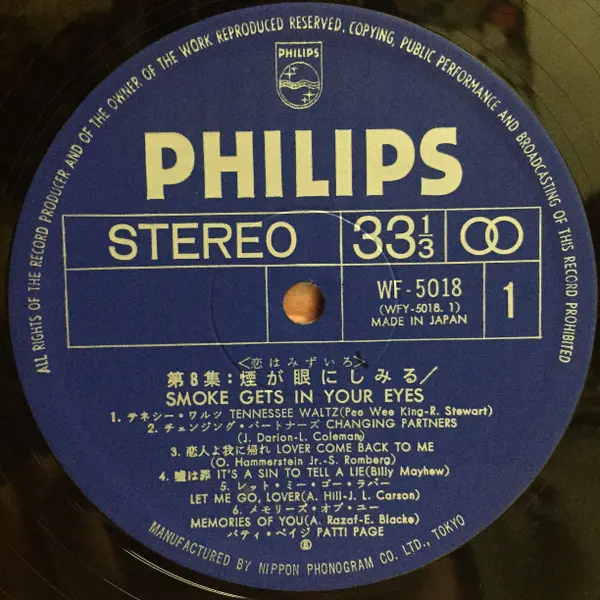 ALL RIGHTS OF THE RECORD PRODUCER AND OF THE OWNER OF THE WORK REPRODUCED RESERVED. COPYING, PUBLIC PERFORMANCE AND BROADCASTING OF THIS RECORD PROHIBITED
PHILIPS
PHILIPS
STEREO 33 1/3
WF-5018
(WFY-5018. 1)
MADE IN JAPAN
1
<恋はみずいろ>
第8集:煙が眼にしみる/
SMOKE GETS IN YOUR EYES
1. テネシー・ワルツ TENNESSEE WALTZ(Pee Wee King-R. Stewart)
2. チェンジング・パートナーズ CHANGING PARTNERS
(J. Darion-L. Coleman)
3. 恋人よ我に帰れ LOVER COME BACK TO ME
(O. Hammerstein Jr.-S. Romberg)
4. 嘘は罪 IT'S A SIN TO TELL A LIE(Billy Mayhew)
5. レット・ミー・ゴー・ラバー
LET ME GO, LOVER(A. Hill-J. L. Carson)
6. メモリーズ・オブ・ユー
MEMORIES OF YOU(A. Razaf-E. Blacke)
パティ・ペイジ PATTI PAGE
MANUFACTURED BY NIPPON PHONOGRAM CO. LTD., TOKYO